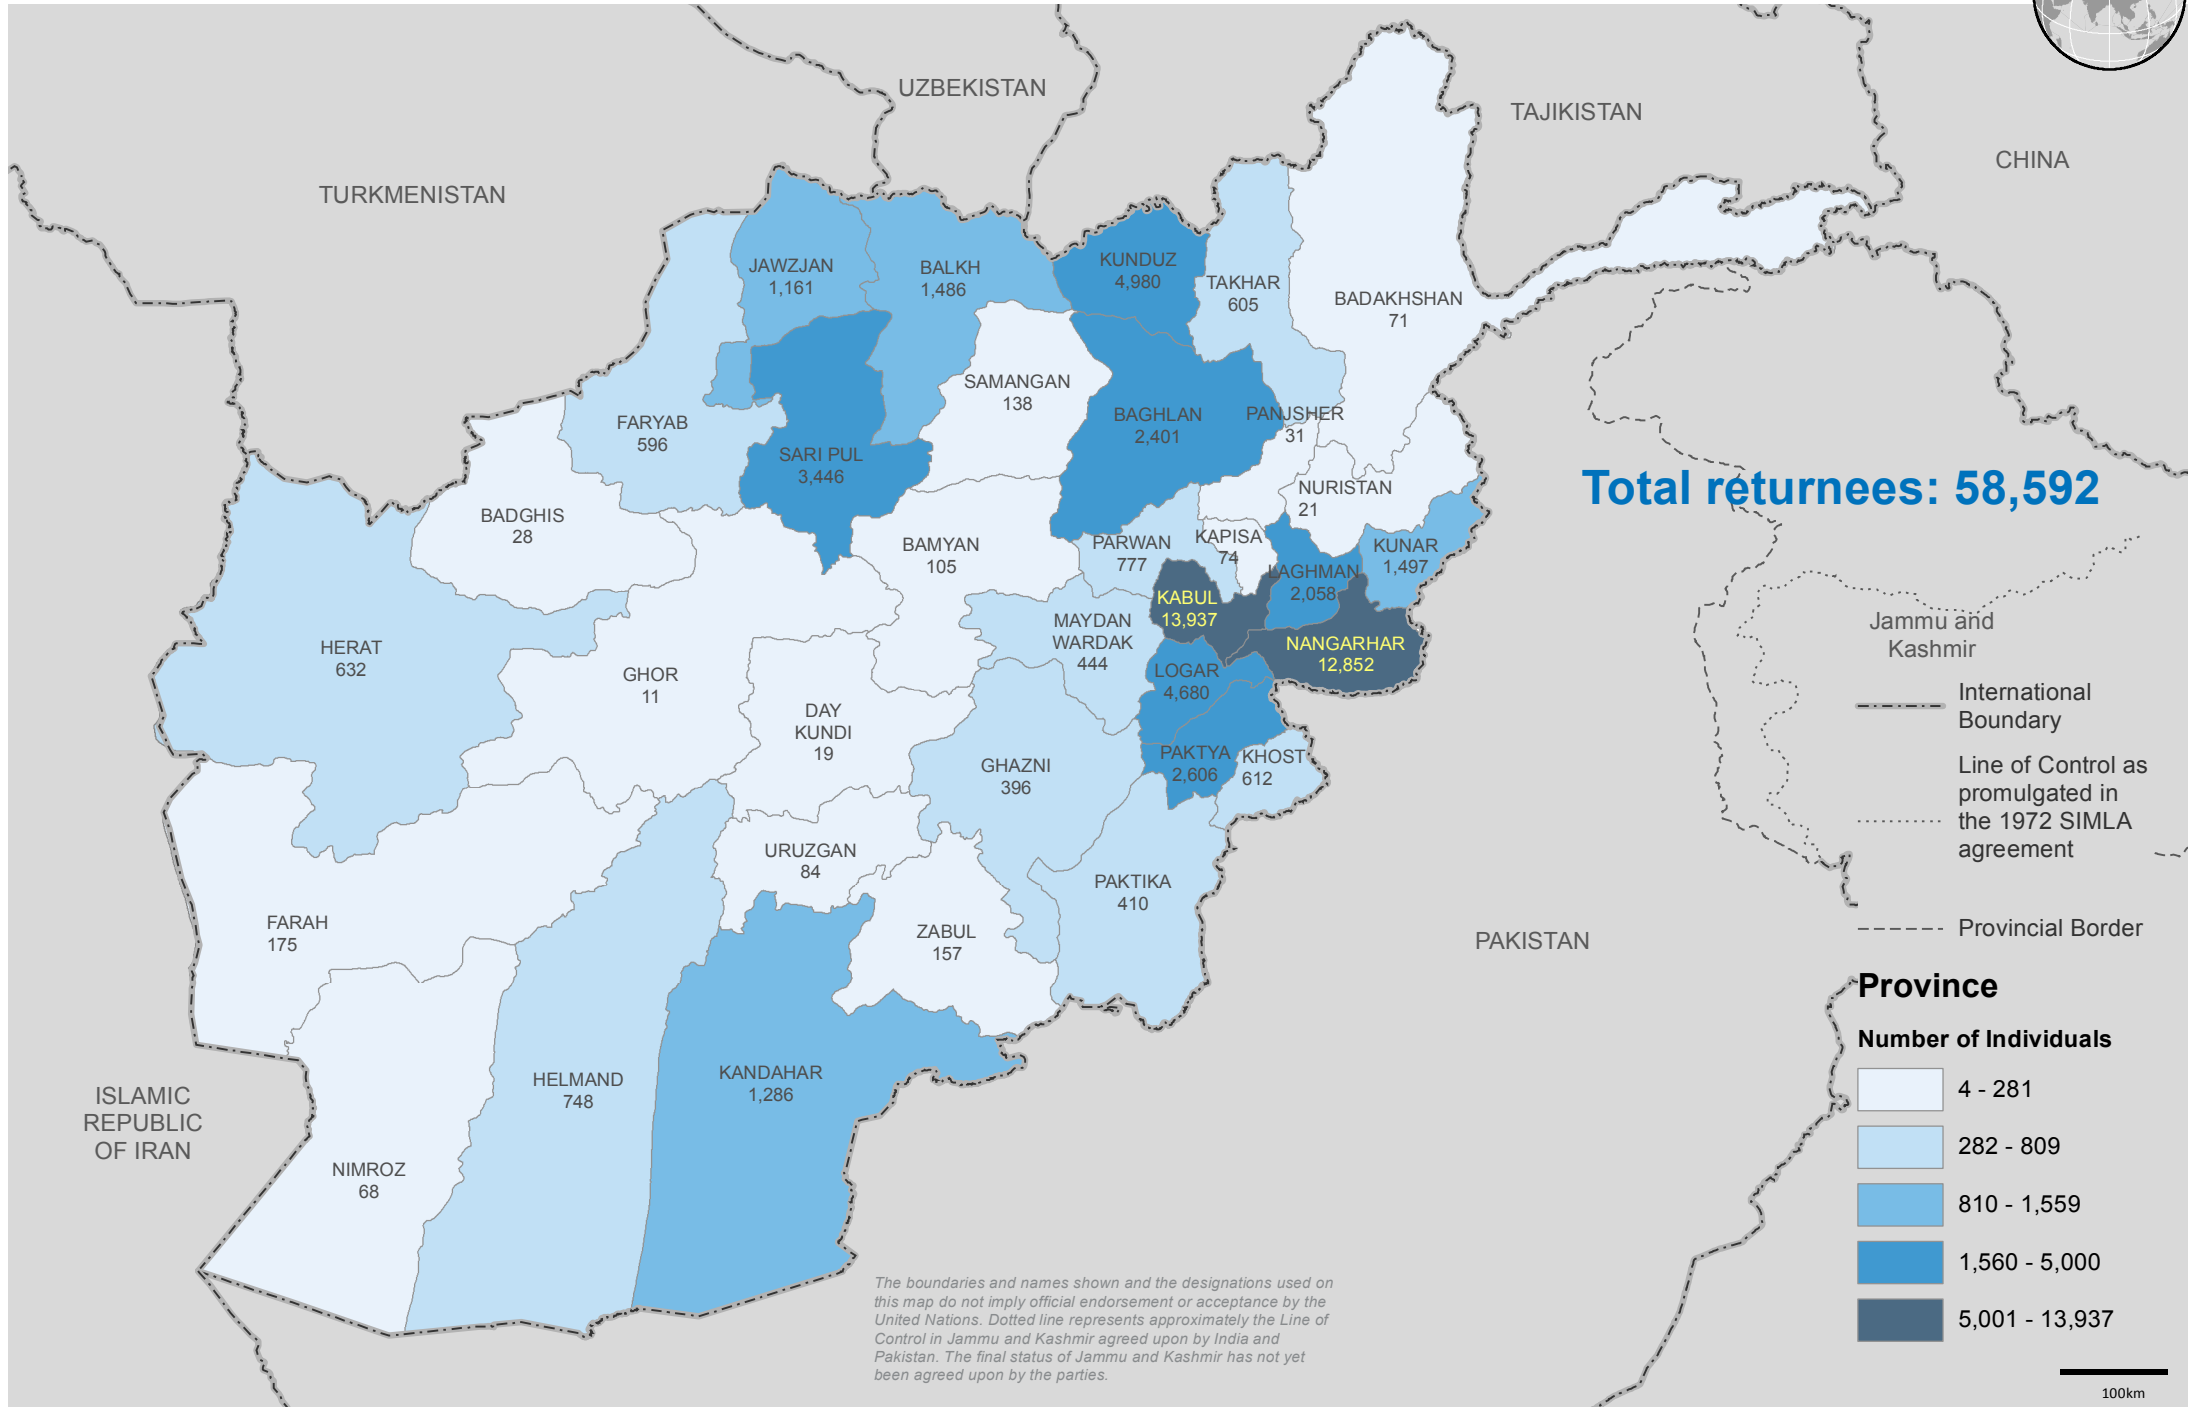 UZBEKISTAN
TAJIKISTAN
CHINA
TURKMENISTAN
JAWZJAN
1,161
BALKH
1,486
KUNDUZ
4,980
TAKHAR
605
BADAKHSHAN
71
SAMANGAN
138
FARYAB
596
SARI PUL
3,446
BAGHLAN
2,401
PANJSHER
31
BADGHIS
28
NURISTAN
21
Total returnees: 58,592
BAMYAN
105
PARWAN
777
KAPISA
74
LAGHMAN
2,058
KUNAR
1,497
KABUL
13,937
NANGARHAR
12,852
HERAT
632
GHOR
11
MAYDAN
WARDAK
444
LOGAR
4,680
DAY
KUNDI
19
GHAZNI
396
PAKTYA
2,606
KHOST
612
URUZGAN
84
PAKTIKA
410
FARAH
175
ZABUL
157
PAKISTAN
HELMAND
748
KANDAHAR
1,286
ISLAMIC
REPUBLIC
OF IRAN
NIMROZ
68
Jammu and
Kashmir
International
Boundary
Line of Control as
promulgated in
the 1972 SIMLA
agreement
Provincial Border
Province
Number of Individuals
4 - 281
282 - 809
810 - 1,559
1,560 - 5,000
5,001 - 13,937
100km
The boundaries and names shown and the designations used on
this map do not imply official endorsement or acceptance by the
United Nations. Dotted line represents approximately the Line of
Control in Jammu and Kashmir agreed upon by India and
Pakistan. The final status of Jammu and Kashmir has not yet
been agreed upon by the parties.